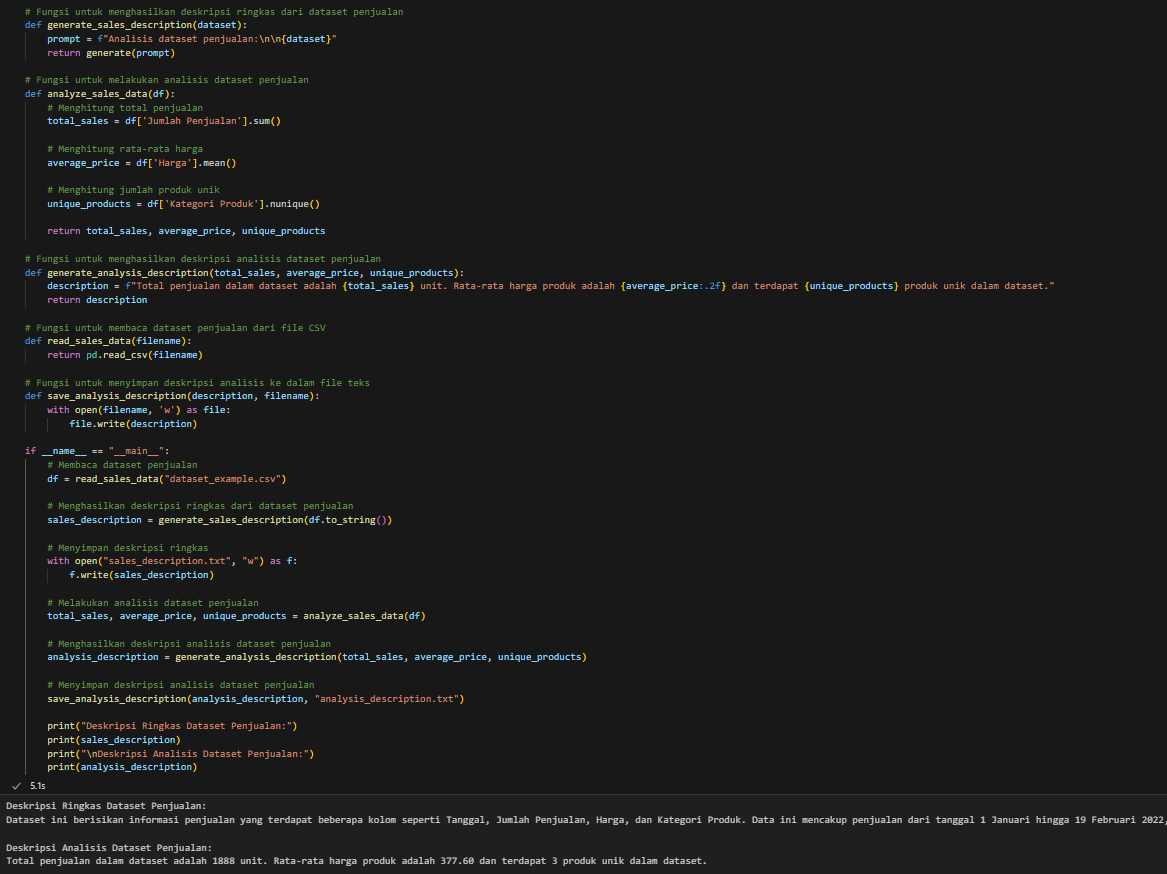 # Fungsi untuk menghasilkan deskripsi ringkas dari dataset penjualan
def generate_sales_description(dataset):
    prompt = f"Analisis dataset penjualan:\n\n{dataset}"
    return generate(prompt)

# Fungsi untuk melakukan analisis dataset penjualan
def analyze_sales_data(df):
    # Menghitung total penjualan
    total_sales = df['Jumlah Penjualan'].sum()

    # Menghitung rata-rata harga
    average_price = df['Harga'].mean()

    # Menghitung jumlah produk unik
    unique_products = df['Kategori Produk'].nunique()

    return total_sales, average_price, unique_products

# Fungsi untuk menghasilkan deskripsi analisis dataset penjualan
def generate_analysis_description(total_sales, average_price, unique_products):
    description = f"Total penjualan dalam dataset adalah {total_sales} unit. Rata-rata harga produk adalah {average_price:.2f} dan terdapat {unique_products} produk unik dalam dataset."
    return description

# Fungsi untuk membaca dataset penjualan dari file CSV
def read_sales_data(filename):
    return pd.read_csv(filename)

# Fungsi untuk menyimpan deskripsi analisis ke dalam file teks
def save_analysis_description(description, filename):
    with open(filename, 'w') as file:
        file.write(description)

if __name__ == "__main__":
    # Membaca dataset penjualan
    df = read_sales_data("dataset_example.csv")

    # Menghasilkan deskripsi ringkas dari dataset penjualan
    sales_description = generate_sales_description(df.to_string())

    # Menyimpan deskripsi ringkas
    with open("sales_description.txt", "w") as f:
        f.write(sales_description)

    # Melakukan analisis dataset penjualan
    total_sales, average_price, unique_products = analyze_sales_data(df)

    # Menghasilkan deskripsi analisis dataset penjualan
    analysis_description = generate_analysis_description(total_sales, average_price, unique_products)

    # Menyimpan deskripsi analisis dataset penjualan
    save_analysis_description(analysis_description, "analysis_description.txt")

    print("Deskripsi Ringkas Dataset Penjualan:")
    print(sales_description)
    print("\nDeskripsi Analisis Dataset Penjualan:")
    print(analysis_description)
5.1s
Deskripsi Ringkas Dataset Penjualan:
Dataset ini berisikan informasi penjualan yang terdapat beberapa kolom seperti Tanggal, Jumlah Penjualan, Harga, dan Kategori Produk. Data ini mencakup penjualan dari tanggal 1 Januari hingga 19 Februari 2022,

Deskripsi Analisis Dataset Penjualan:
Total penjualan dalam dataset adalah 1888 unit. Rata-rata harga produk adalah 377.60 dan terdapat 3 produk unik dalam dataset.